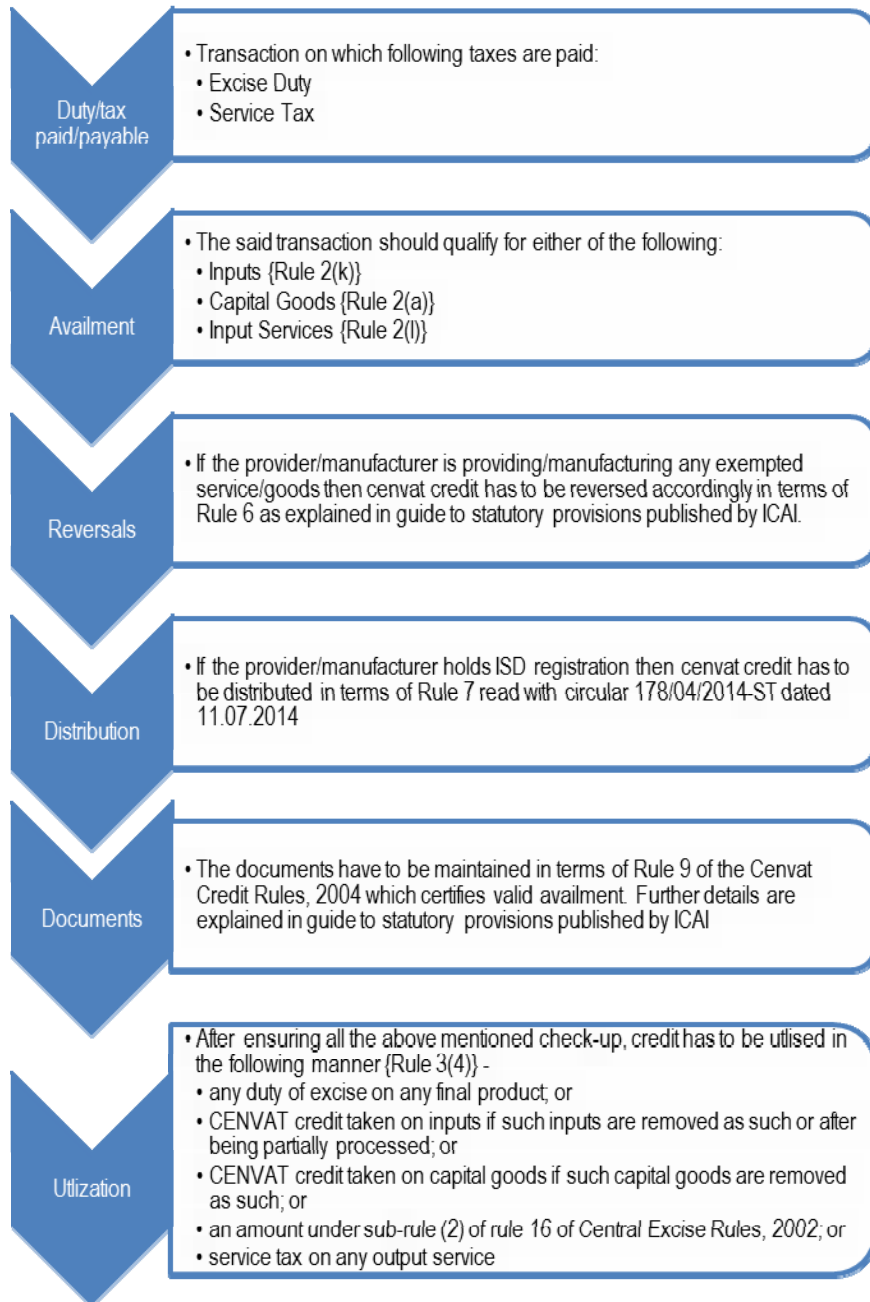 Duty/tax
paid/payable
• Transaction on which following taxes are paid:
• Excise Duty
• Service Tax
Availment
• The said transaction should qualify for either of the following:
• Inputs {Rule 2(k)}
• Capital Goods {Rule 2(a)}
• Input Services {Rule 2(l)}
Reversals
• If the provider/manufacturer is providing/manufacturing any exempted
service/goods then cenvat credit has to be reversed accordingly in terms of
Rule 6 as explained in guide to statutory provisions published by ICAI.
Distribution
• If the provider/manufacturer holds ISD registration then cenvat credit has to
be distributed in terms of Rule 7 read with circular 178/04/2014-ST dated
11.07.2014
Documents
• The documents have to be maintained in terms of Rule 9 of the Cenvat
Credit Rules, 2004 which certifies valid availment. Further details are
explained in guide to statutory provisions published by ICAI
Utlization
• After ensuring all the above mentioned check-up, credit has to be utlised in
the following manner {Rule 3(4)} -
• any duty of excise on any final product; or
• CENVAT credit taken on inputs if such inputs are removed as such or after
being partially processed; or
• CENVAT credit taken on capital goods if such capital goods are removed
as such; or
• an amount under sub-rule (2) of rule 16 of Central Excise Rules, 2002; or
• service tax on any output service